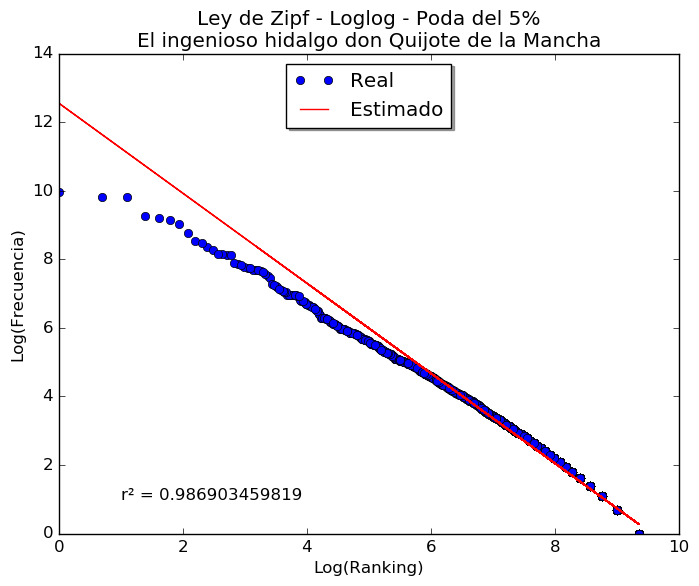 Ley de Zipf - Loglog - Poda del 5%
El ingenioso hidalgo don Quijote de la Mancha
Real
Estimado
14
12
10
8
6
4
2
0
Log(Frecuencia)
r² = 0.986903459819
0 2 4 6 8 10
Log(Ranking)